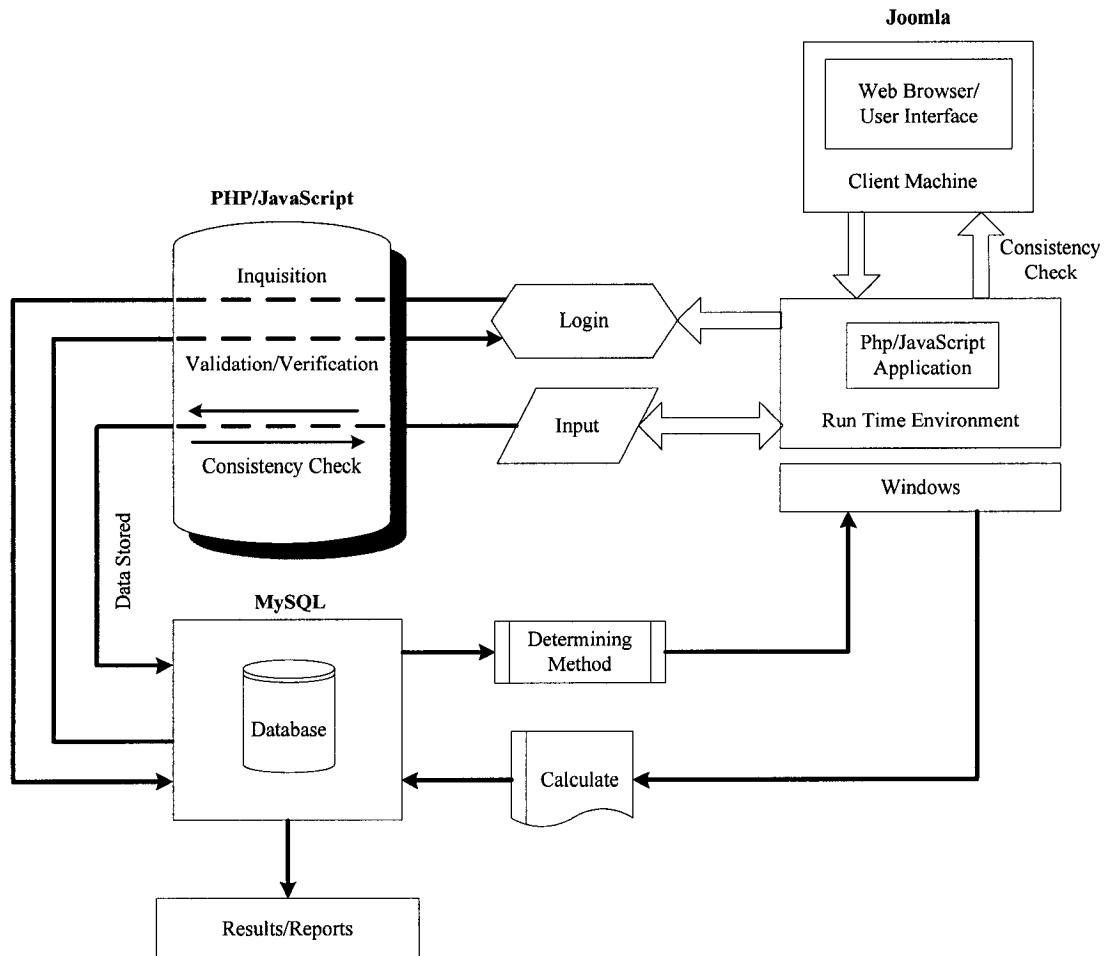 Joomla
Web Browser/
User Interface
Client Machine
Consistency
Check
PHP/JavaScript
Inquisition
Validation/Verification
Consistency Check
Login
Input
Php/JavaScript
Application
Run Time Environment
Windows
Data Stored
MySQL
Database
Determining
Method
Calculate
Results/Reports